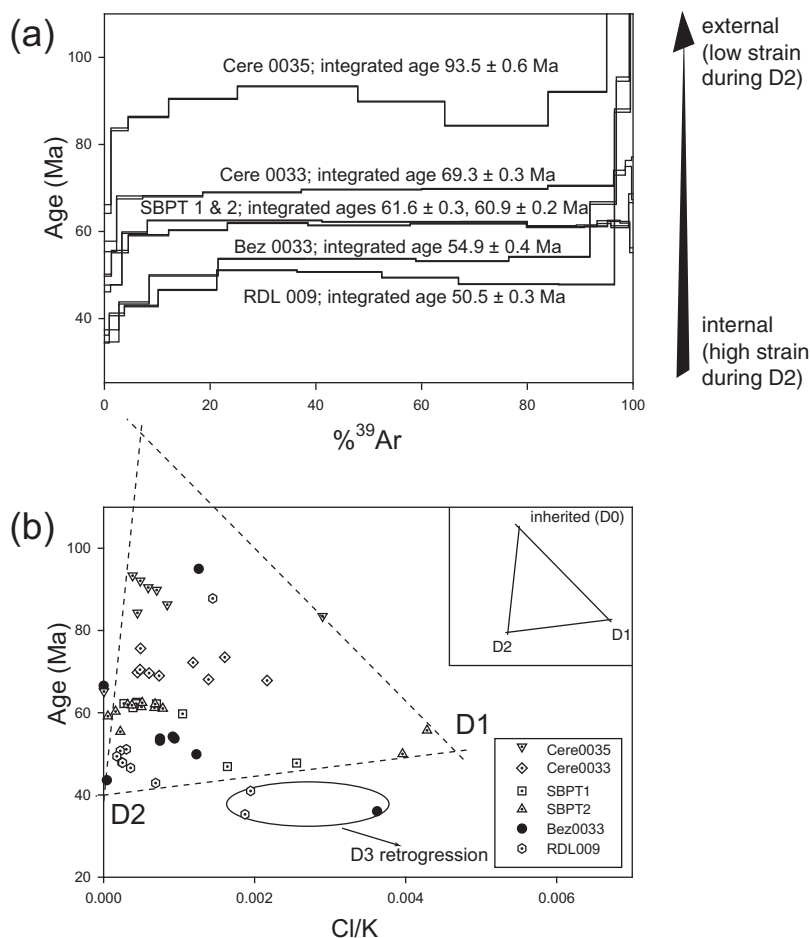 (a)
100
80
60
40
Age (Ma)
Cere 0035; integrated age 93.5 ± 0.6 Ma
Cere 0033; integrated age 69.3 ± 0.3 Ma
SBPT 1 & 2; integrated ages 61.6 ± 0.3, 60.9 ± 0.2 Ma
Bez 0033; integrated age 54.9 ± 0.4 Ma
RDL 009; integrated age 50.5 ± 0.3 Ma
0 20 40 60 80 100
%³⁹Ar
external
(low strain
during D2)
internal
(high strain
during D2)
(b)
100
80
60
40
20
Age (Ma)
inherited (D0)
D2
D1
D1
D2
D3 retrogression
Cere0035
Cere0033
SBPT1
SBPT2
Bez0033
RDL009
0.000 0.002 0.004 0.006
Cl/K